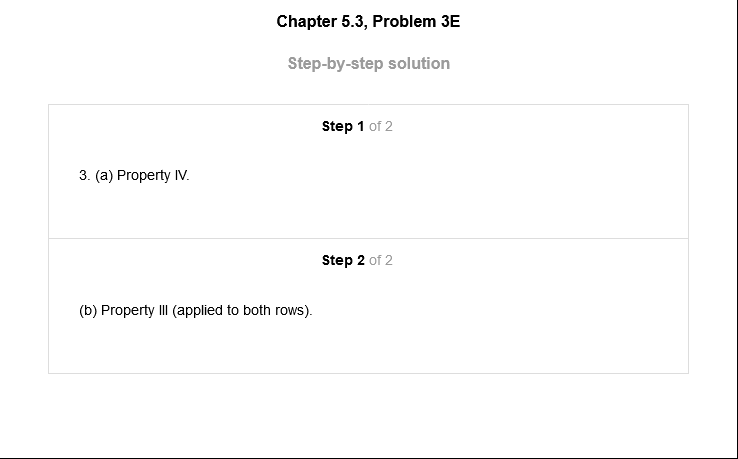 Chapter 5.3, Problem 3E
Step-by-step solution
Step 1 of 2
3. (a) Property IV.
Step 2 of 2
(b) Property III (applied to both rows).